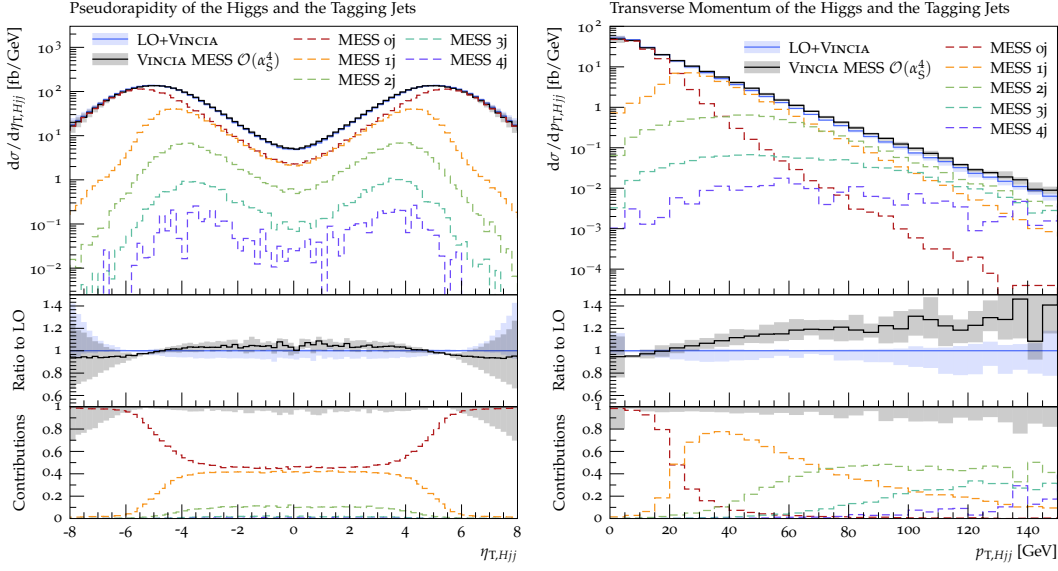 Pseudorapidity of the Higgs and the Tagging Jets
dσ/dη_T,Hjj [fb/GeV]
10^3
10^2
10^1
1
10^−1
10^−2
LO+VINCIA
VINCIA MESS O(α_S^4)
MESS 0j
MESS 1j
MESS 2j
MESS 3j
MESS 4j
Ratio to LO
1.4
1.2
1
0.8
0.6
Contributions
1
0.8
0.6
0.4
0.2
0
-8 -6 -4 -2 0 2 4 6 8
η_T,Hjj
Transverse Momentum of the Higgs and the Tagging Jets
dσ/dp_T,Hjj [fb/GeV]
10^2
10^1
1
10^−1
10^−2
10^−3
10^−4
LO+VINCIA
VINCIA MESS O(α_S^4)
MESS 0j
MESS 1j
MESS 2j
MESS 3j
MESS 4j
Ratio to LO
1.4
1.2
1
0.8
0.6
Contributions
1
0.8
0.6
0.4
0.2
0
0 20 40 60 80 100 120 140
p_T,Hjj [GeV]